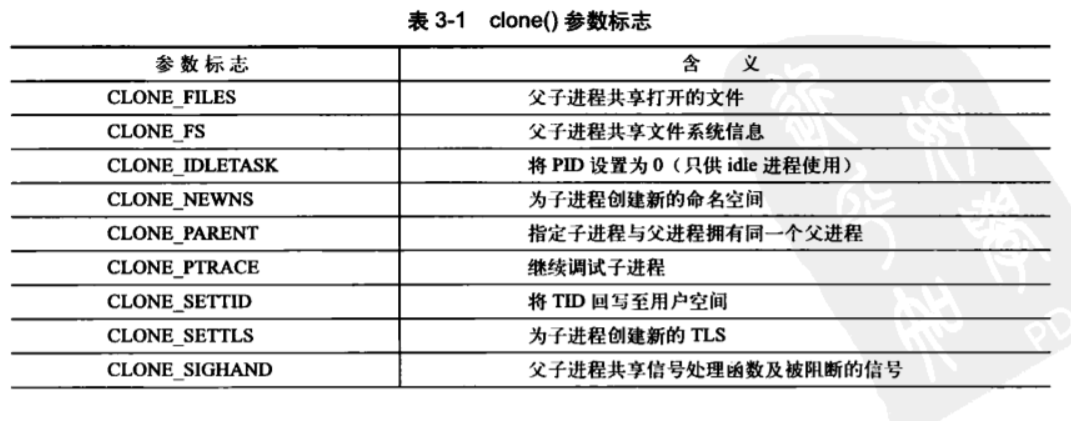 表 3-1 clone() 参数标志
参数标志 含 义
CLONE_FILES 父子进程共享打开的文件
CLONE_FS 父子进程共享文件系统信息
CLONE_IDLETASK 将 PID 设置为 0（只供 idle 进程使用）
CLONE_NEWNS 为子进程创建新的命名空间
CLONE_PARENT 指定子进程与父进程拥有同一个父进程
CLONE_PTRACE 继续调试子进程
CLONE_SETTID 将 TID 回写至用户空间
CLONE_SETTLS 为子进程创建新的 TLS
CLONE_SIGHAND 父子进程共享信号处理函数及被阻断的信号
PD